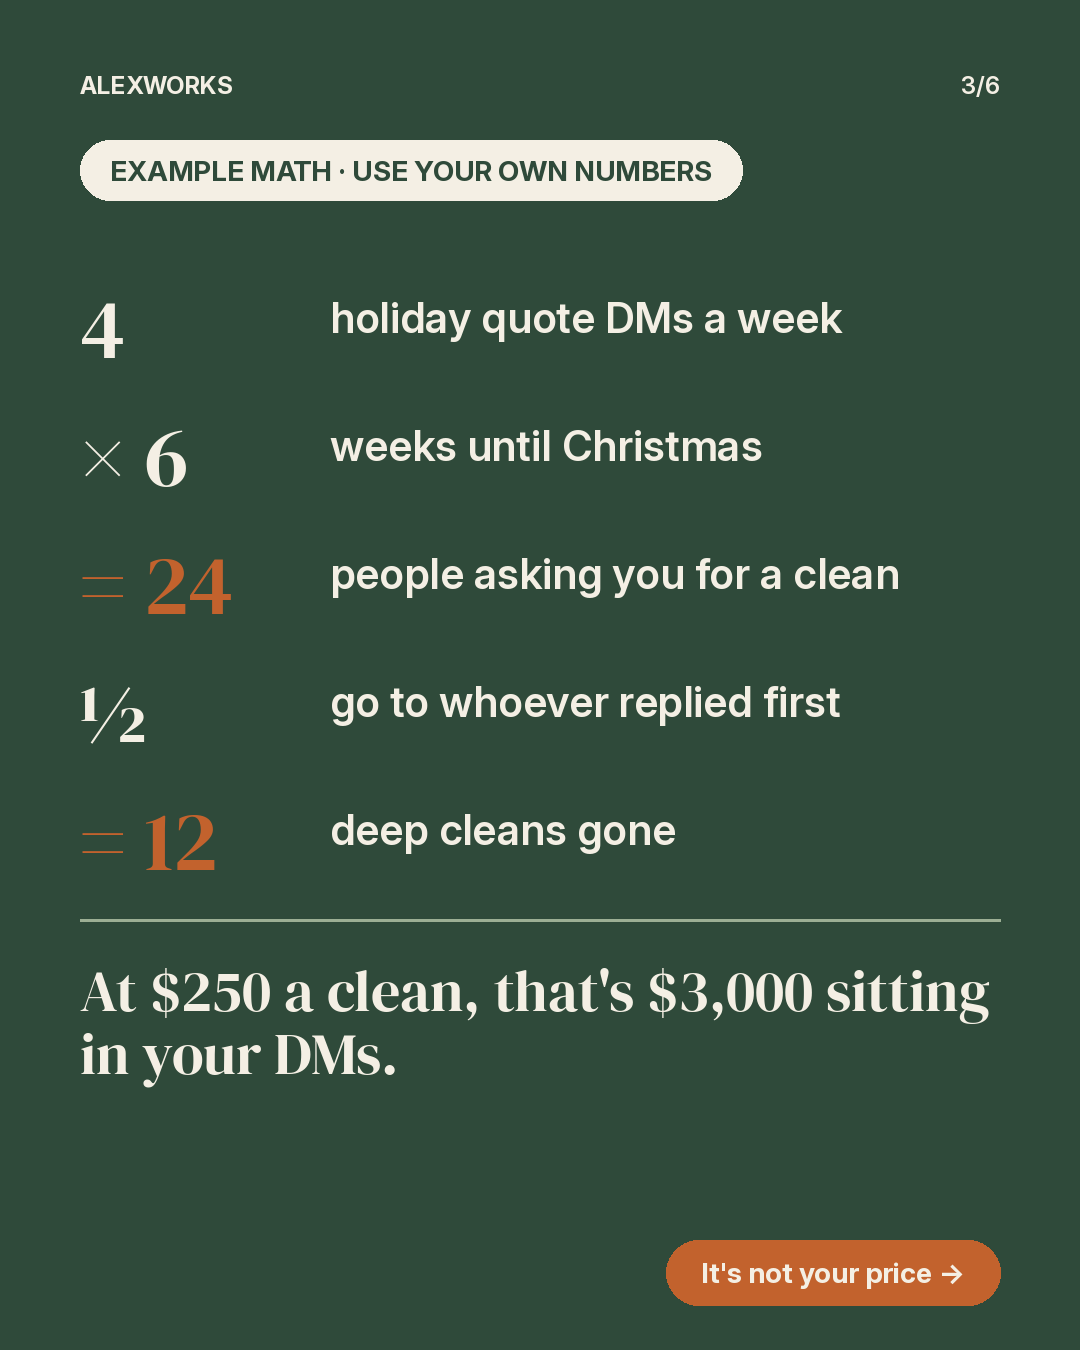 ALEXWORKS
3/6
EXAMPLE MATH · USE YOUR OWN NUMBERS
4 holiday quote DMs a week
× 6 weeks until Christmas
= 24 people asking you for a clean
½ go to whoever replied first
= 12 deep cleans gone
At $250 a clean, that's $3,000 sitting
in your DMs.
It's not your price →